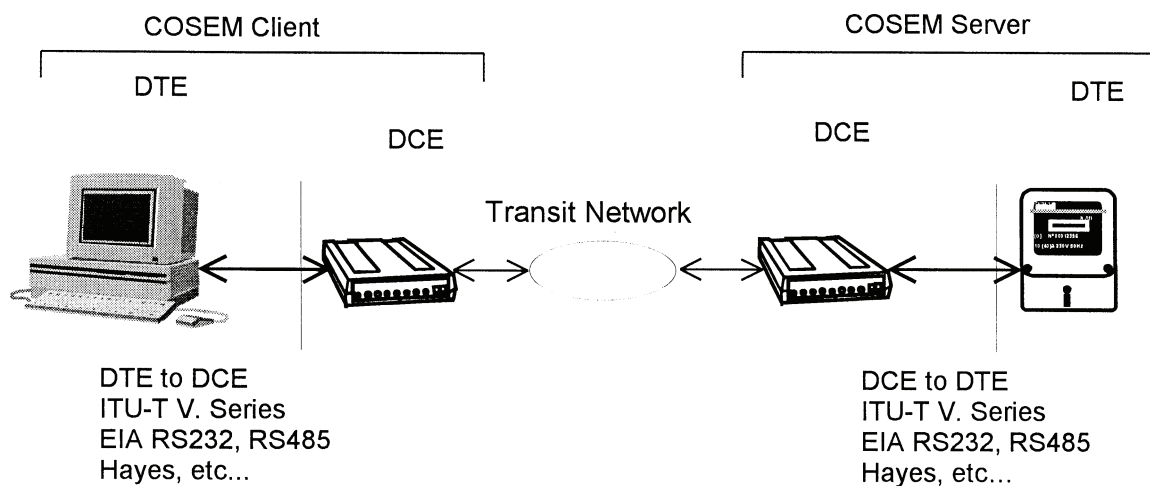 COSEM Client
COSEM Server
DTE
DTE
DCE
DCE
Transit Network
DTE to DCE
ITU-T V. Series
EIA RS232, RS485
Hayes, etc...
DCE to DTE
ITU-T V. Series
EIA RS232, RS485
Hayes, etc...